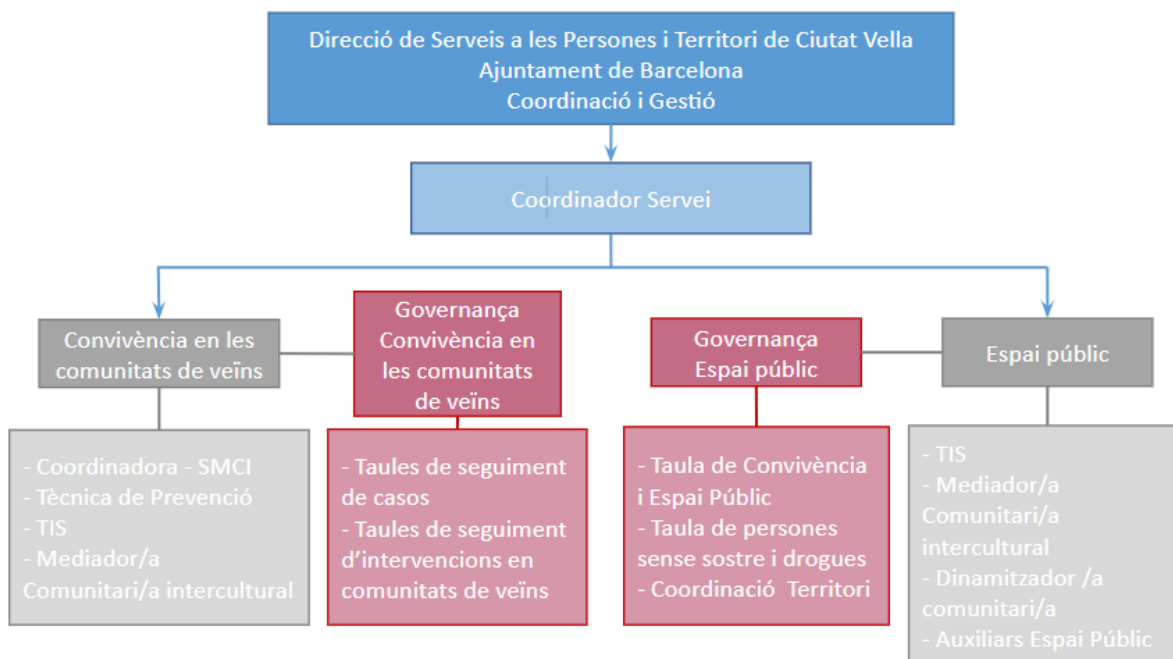 Direcció de Serveis a les Persones i Territori de Ciutat Vella
Ajuntament de Barcelona
Coordinació i Gestió
Coordinador Servei
Convivència en les
comunitats de veïns
Governança
Convivència en
les comunitats
de veïns
Governança
Espai públic
Espai públic
- Coordinadora - SMCI
- Tècnica de Prevenció
- TIS
- Mediador/a
Comunitari/a intercultural
- Taules de seguiment
de casos
- Taules de seguiment
d'intervencions en
comunitats de veïns
- Taula de Convivència
i Espai Públic
- Taula de persones
sense sostre i drogues
- Coordinació  Territori
- TIS
- Mediador/a
Comunitari/a
intercultural
- Dinamitzador /a
comunitari/a
- Auxiliars Espai Públic